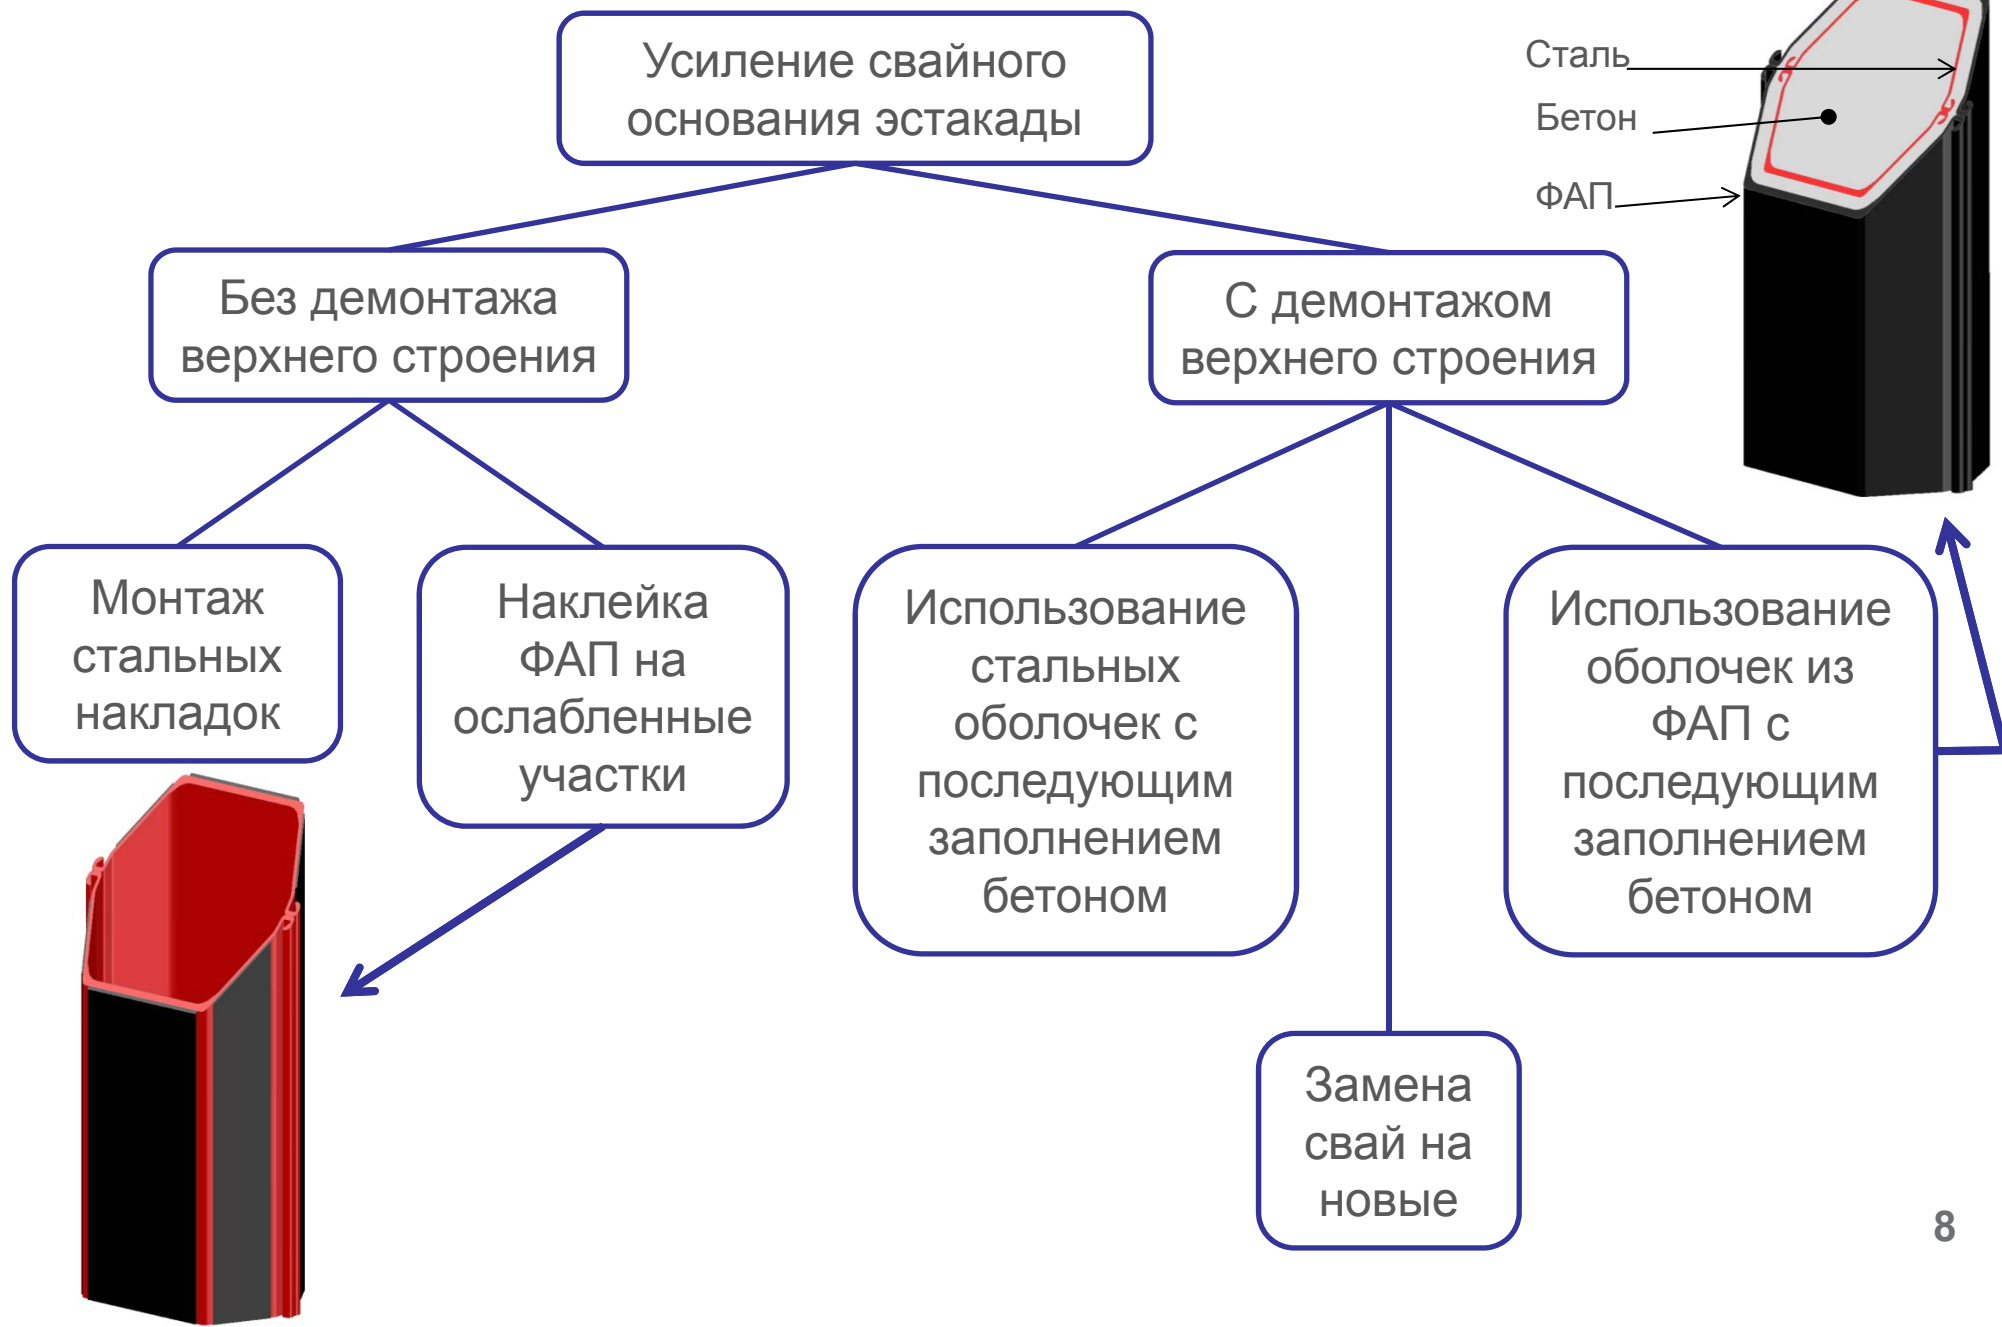 Усиление свайного
основания эстакады
Сталь
Бетон
ФАП
Без демонтажа
верхнего строения
С демонтажом
верхнего строения
Монтаж
стальных
накладок
Наклейка
ФАП на
ослабленные
участки
Использование
стальных
оболочек с
последующим
заполнением
бетоном
Использование
оболочек из
ФАП с
последующим
заполнением
бетоном
Замена
свай на
новые
8